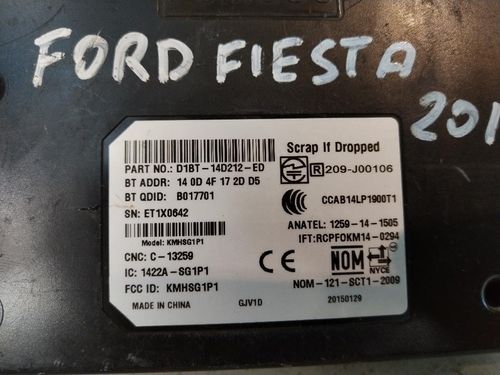 FORD FIESTA
201
Scrap If Dropped
R 209-J00106
PART NO.: D1BT-14D212-ED
BT ADDR: 14 0D 4F 17 2D D5
BT QDID: B017701
CCAB14LP1900T1
SN: ET1X0642
ANATEL: 1259-14-1505
IFT:RCPFOKM14-0294
Model: KMHSG1P1
CNC: C-13259
IC: 1422A-SG1P1
FCC ID: KMHSG1P1
CE
NOM
NYCE
NOM-121-SCT1-2009
MADE IN CHINA
GJV1D
20150129